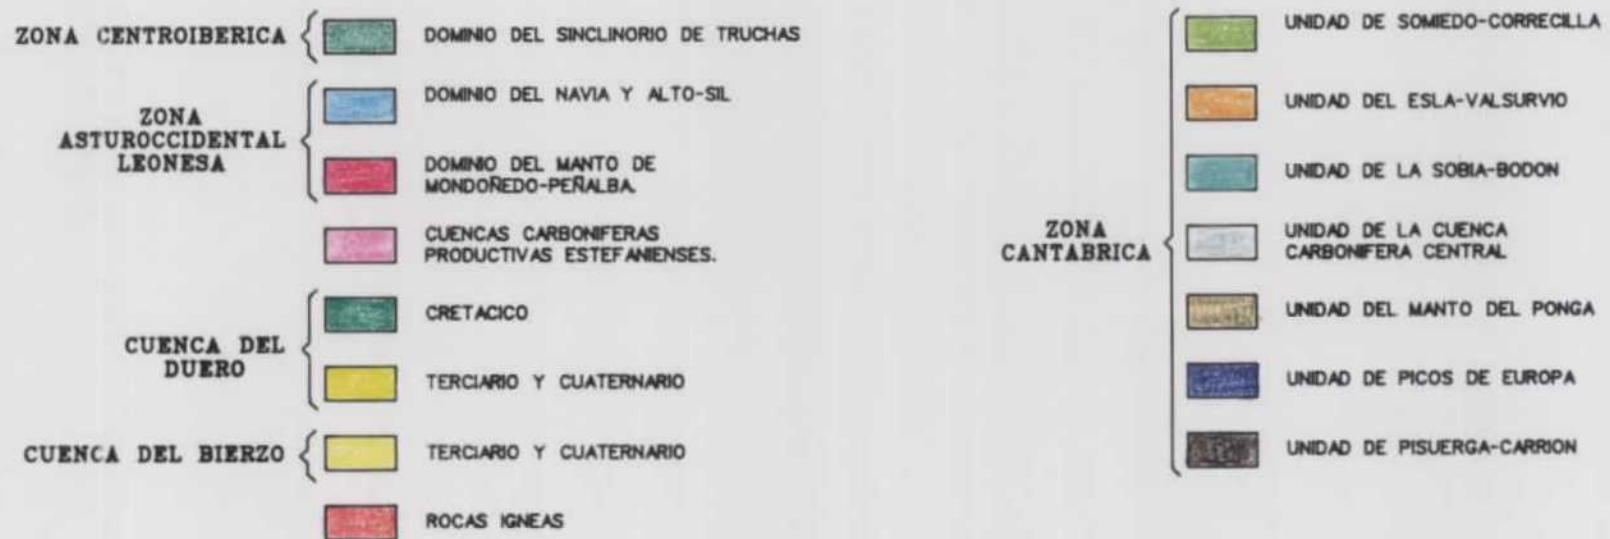 ZONA CENTROIBERICA
DOMINIO DEL SINCLINORIO DE TRUCHAS
ZONA
ASTUROCCIDENTAL
LEONESA
DOMINIO DEL NAVIA Y ALTO-SIL
DOMINIO DEL MANTO DE
MONDOÑEDO-PEÑALBA.
CUENCAS CARBONIFERAS
PRODUCTIVAS ESTEFANIENSES.
CUENCA DEL
DUERO
CRETACICO
TERCIARIO Y CUATERNARIO
CUENCA DEL BIERZO
TERCIARIO Y CUATERNARIO
ROCAS IGNEAS
ZONA
CANTABRICA
UNIDAD DE SOMIEDO-CORRECILLA
UNIDAD DEL ESLA-VALSURVIO
UNIDAD DE LA SOBIA-BODON
UNIDAD DE LA CUENCA
CARBONIFERA CENTRAL
UNIDAD DEL MANTO DEL PONGA
UNIDAD DE PICOS DE EUROPA
UNIDAD DE PISUERGA-CARRION